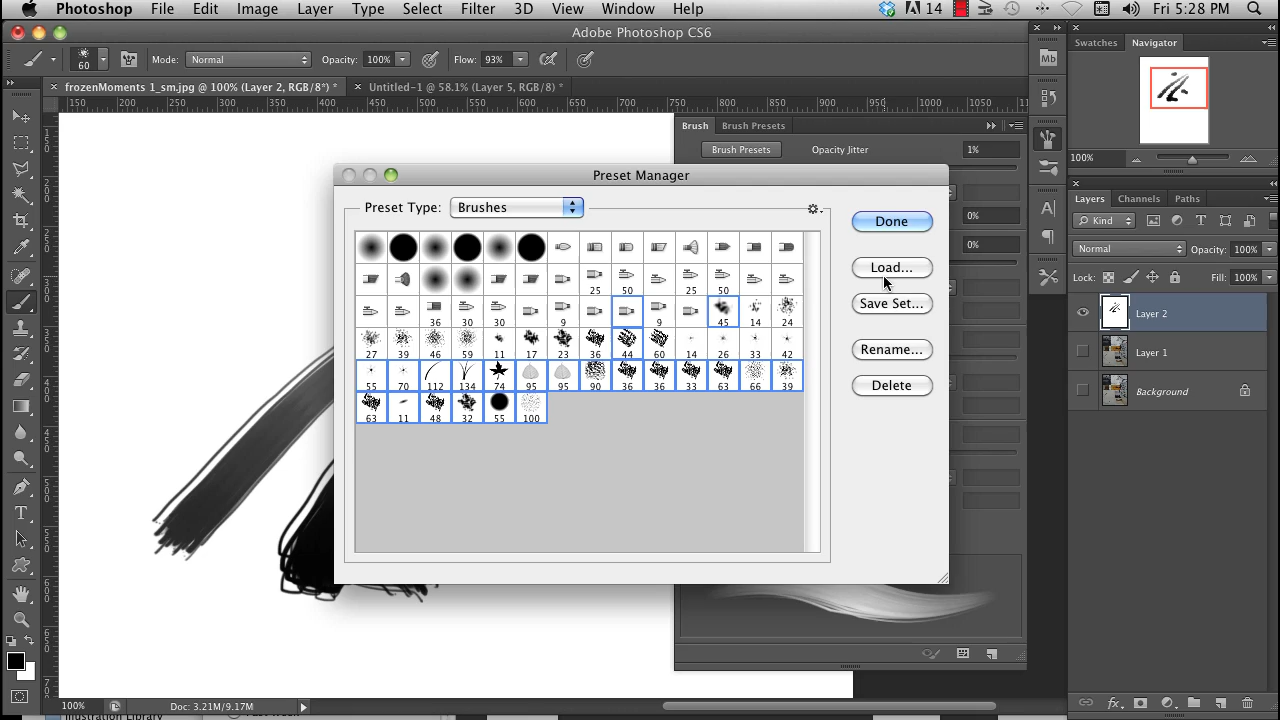 Photoshop File Edit Image Layer Type Select Filter 3D View Window Help 14 Fri 5:28 PM
Adobe Photoshop CS6
60 Mode: Normal Opacity: 100% Flow: 93%
frozenMoments 1_sm.jpg @ 100% (Layer 2, RGB/8*) *
Untitled-1 @ 58.1% (Layer 5, RGB/8) *
150 200 250 300 350 400 450 500 550 600 650 700 750 800 850 900 950 1000 1050
Brush Brush Presets
Brush Presets Opacity Jitter 1%
0%
0%
Preset Manager
Preset Type: Brushes
25 50 25 50
36 30 30 9 9 45 14 24
27 39 46 59 11 17 23 36 44 60 14 26 33 42
55 70 112 134 74 95 95 90 36 36 33 63 66 39
63 11 48 32 55 100
Done
Load...
Save Set...
Rename...
Delete
Swatches Navigator
100%
Layers Channels Paths
Kind
Normal Opacity: 100%
Lock: Fill: 100%
Layer 2
Layer 1
Background
Mb
100% Doc: 3.21M/9.17M
Illustration Library